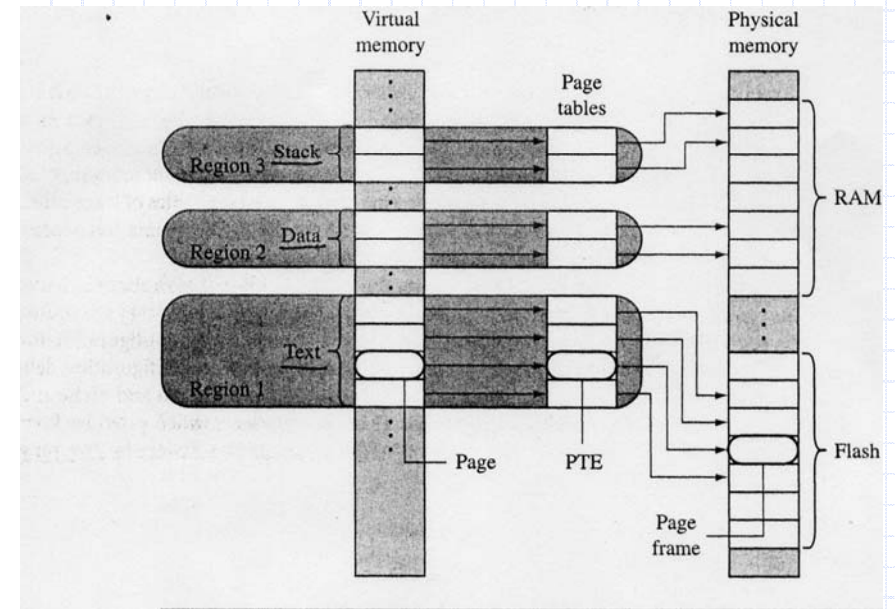 Virtual
memory
Physical
memory
Page
tables
Stack
Region 3
RAM
Data
Region 2
Text
Region 1
Flash
Page
PTE
Page
frame